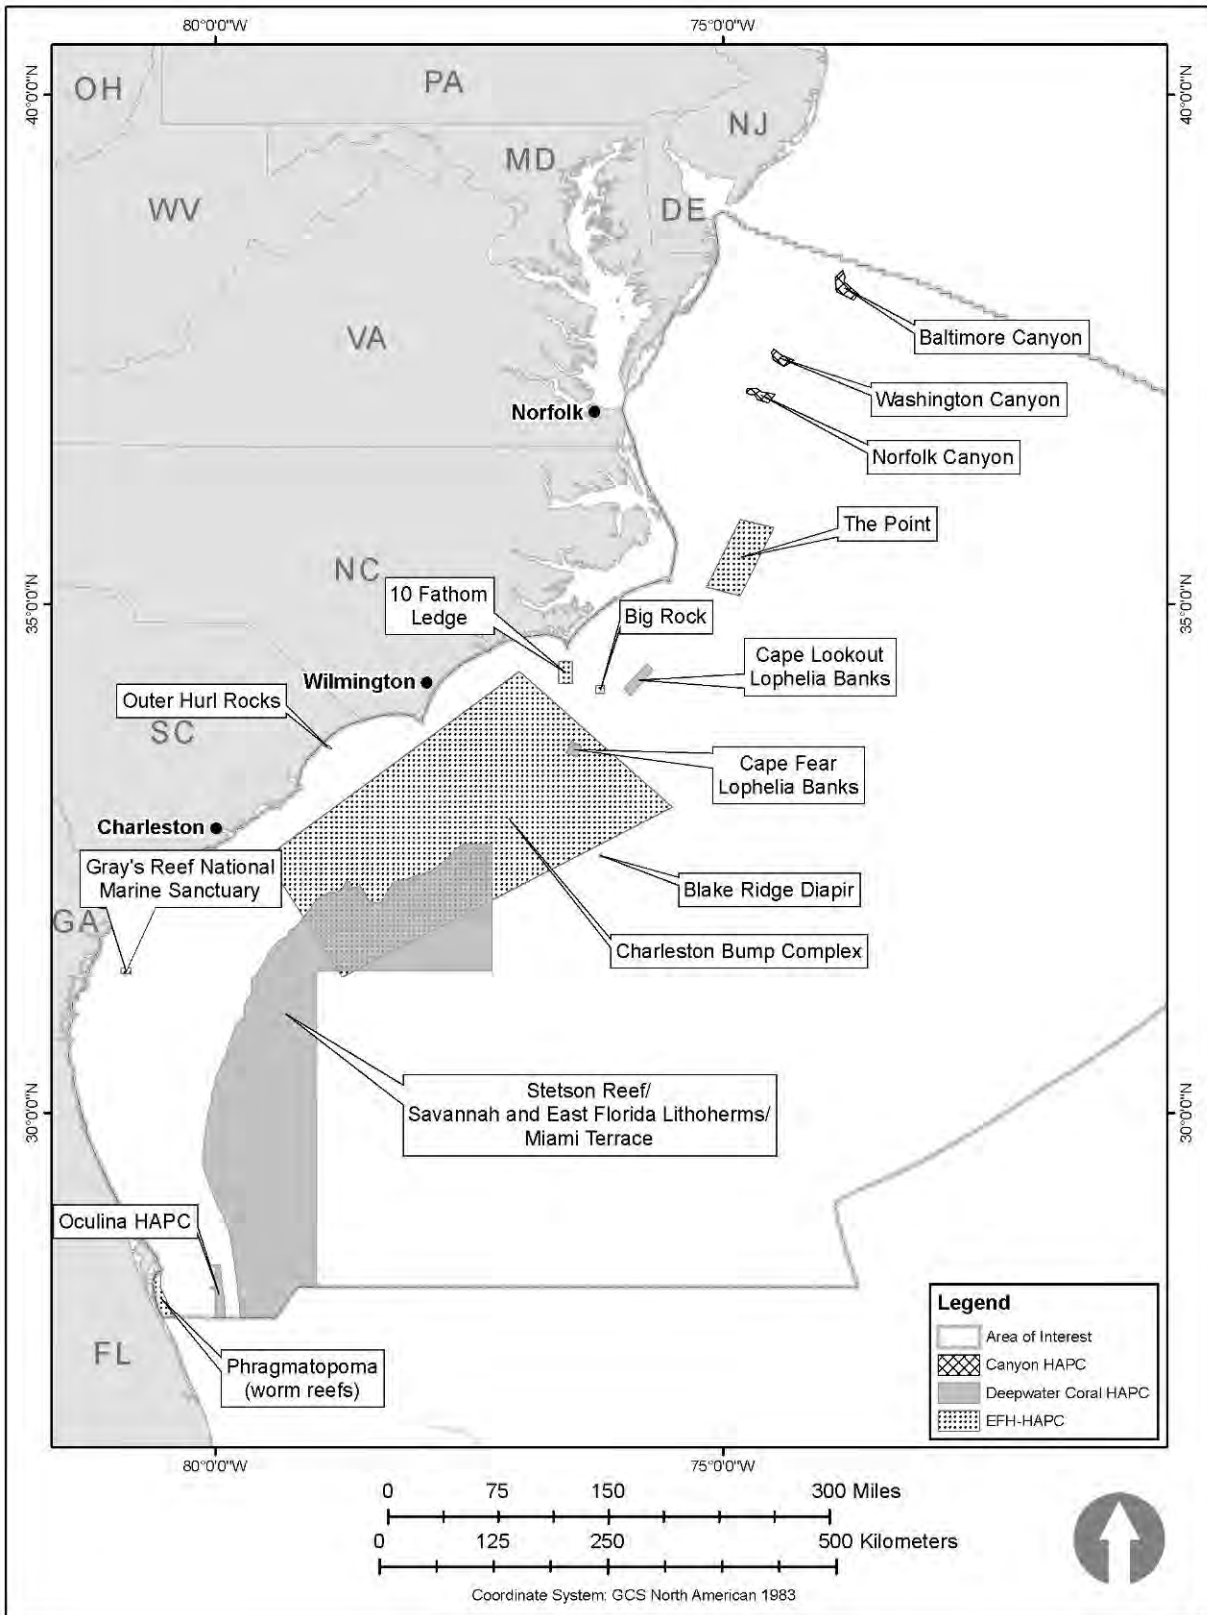 80°0'0"W
75°0'0"W
40°0'0"N
40°0'0"N
OH
PA
NJ
MD
WV
DE
VA
Baltimore Canyon
Washington Canyon
Norfolk
Norfolk Canyon
The Point
NC
35°0'0"N
35°0'0"N
10 Fathom
Ledge
Big Rock
Cape Lookout
Lophelia Banks
Wilmington
Outer Hurl Rocks
SC
Cape Fear
Lophelia Banks
Charleston
Gray's Reef National
Marine Sanctuary
Blake Ridge Diapir
GA
Charleston Bump Complex
Stetson Reef/
Savannah and East Florida Lithoherms/
Miami Terrace
30°0'0"N
30°0'0"N
Oculina HAPC
FL
Phragmatopoma
(worm reefs)
Legend
Area of Interest
Canyon HAPC
Deepwater Coral HAPC
EFH-HAPC
80°0'0"W
75°0'0"W
0 75 150 300 Miles
0 125 250 500 Kilometers
Coordinate System: GCS North American 1983